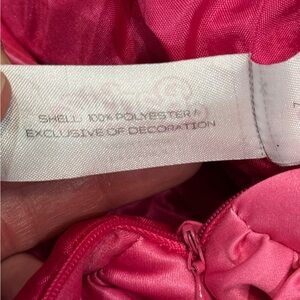 SHELL: 100% POLYESTER
EXCLUSIVE OF DECORATION